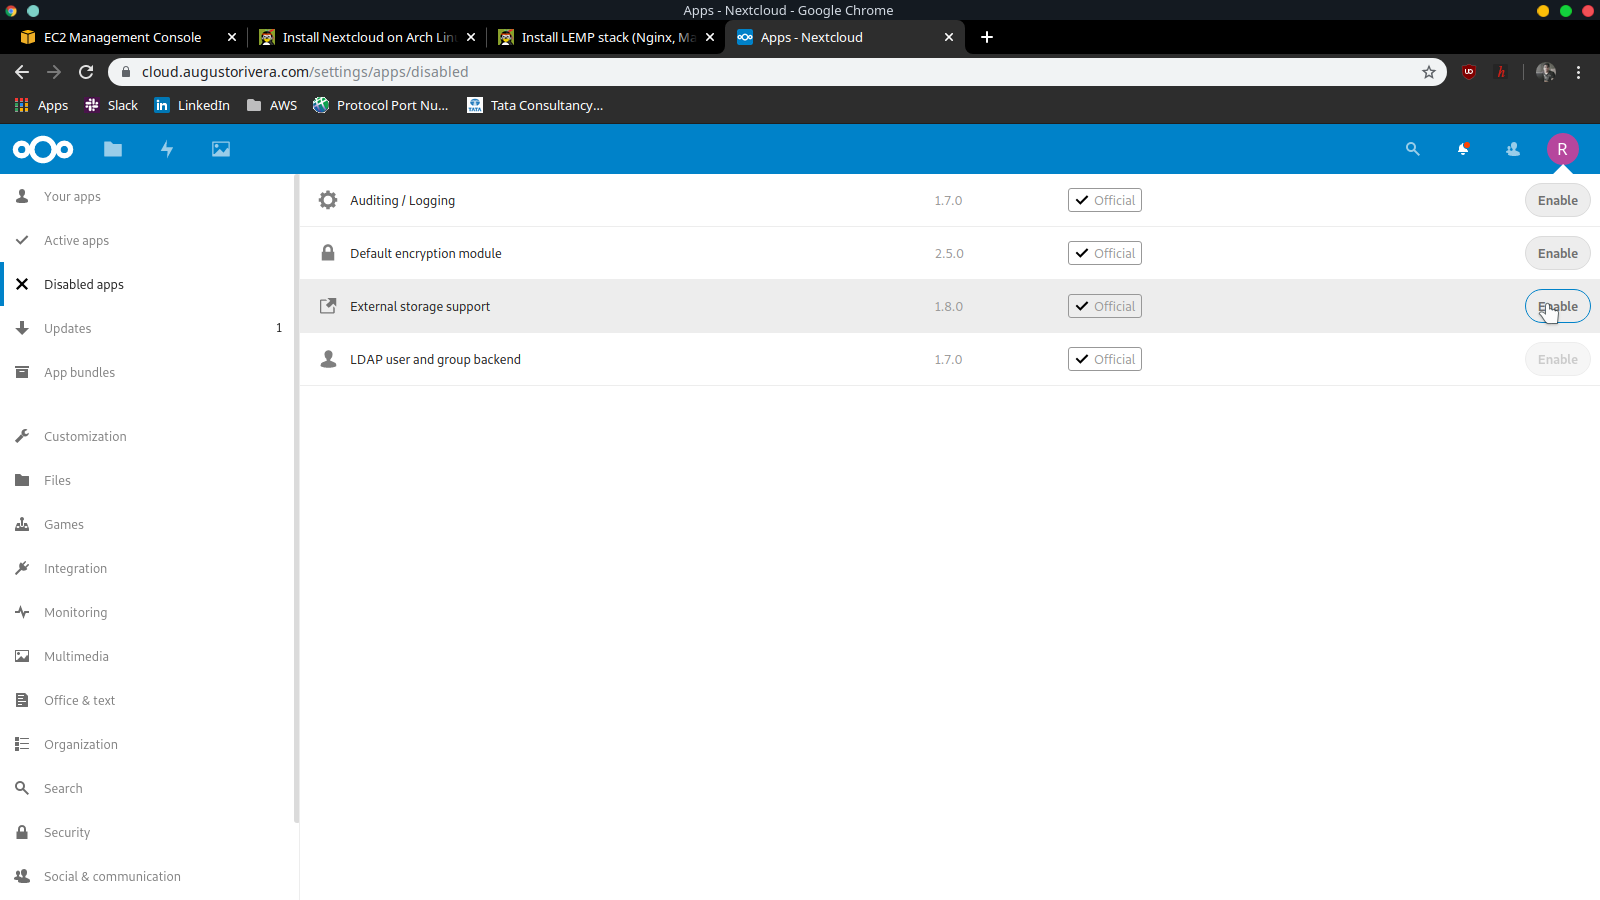 Apps - Nextcloud - Google Chrome
EC2 Management Console
Install Nextcloud on Arch Linu
Install LEMP stack (Nginx, Ma
Apps - Nextcloud
cloud.augustorivera.com/settings/apps/disabled
Apps
Slack
LinkedIn
AWS
Protocol Port Nu...
Tata Consultancy...
R
Your apps
Active apps
Disabled apps
Updates 1
App bundles
Customization
Files
Games
Integration
Monitoring
Multimedia
Office & text
Organization
Search
Security
Social & communication
Auditing / Logging 1.7.0 Official Enable
Default encryption module 2.5.0 Official Enable
External storage support 1.8.0 Official Enable
LDAP user and group backend 1.7.0 Official Enable